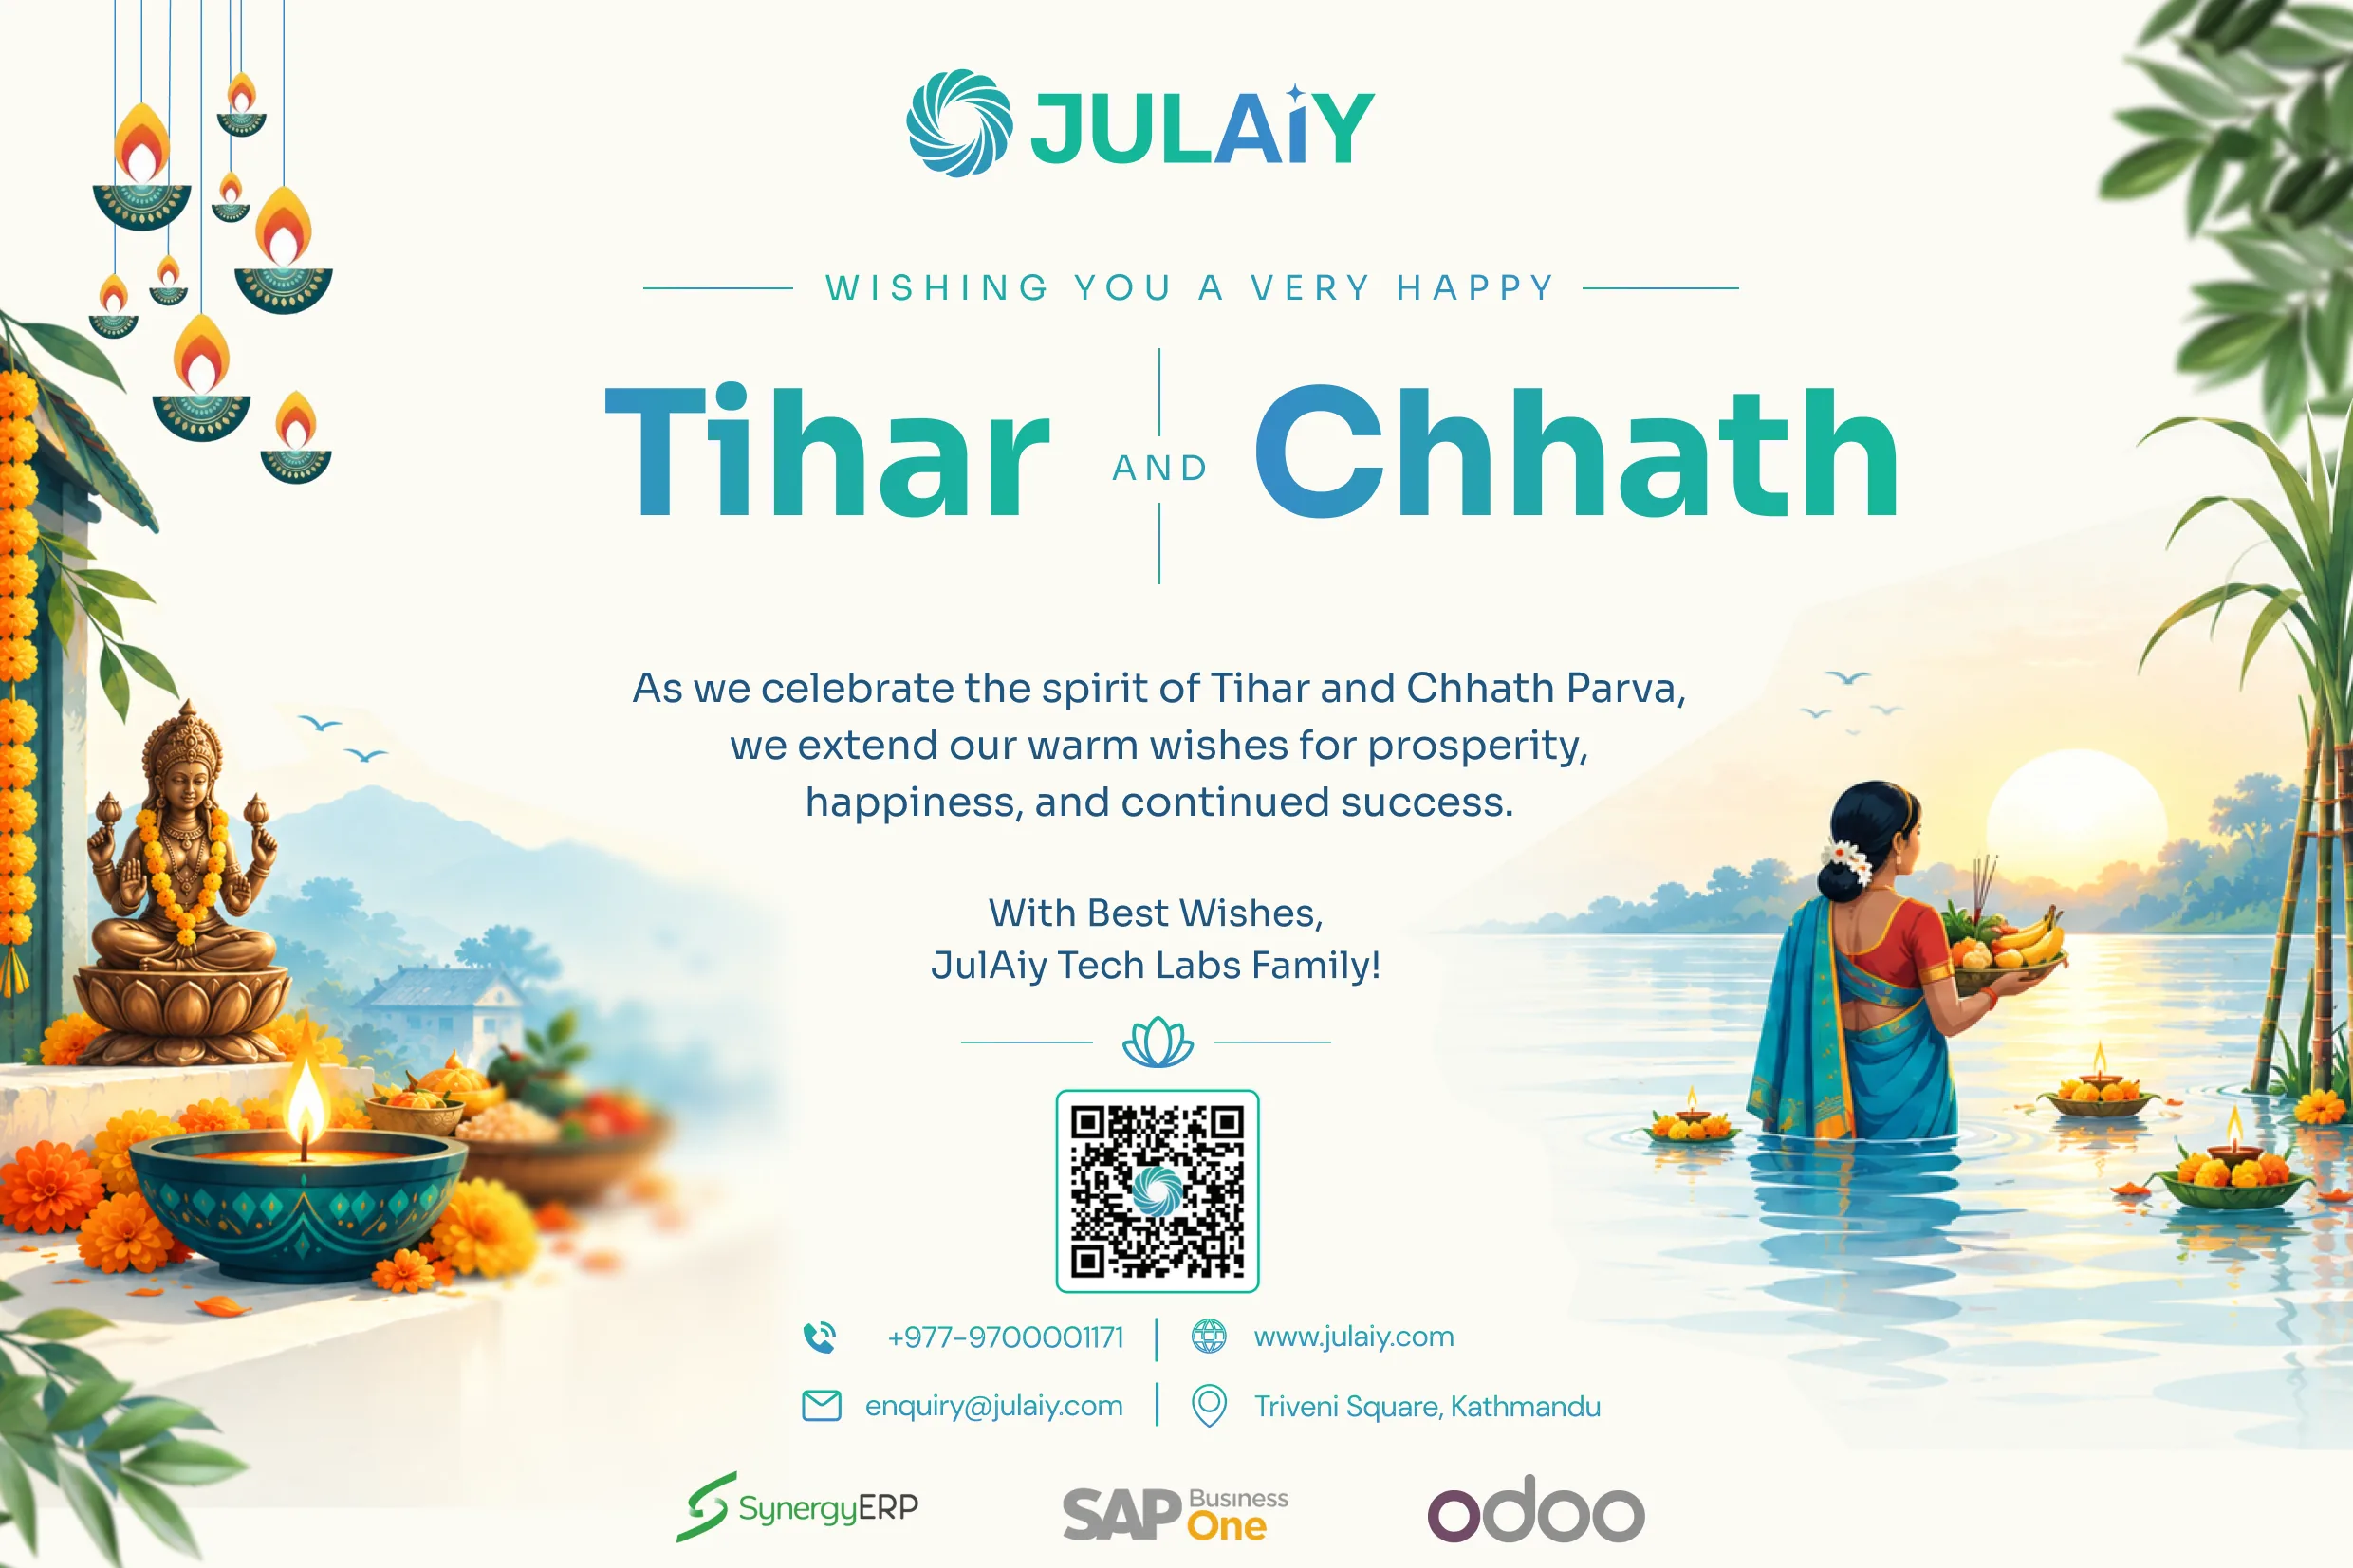 JULAiY
WISHING YOU A VERY HAPPY
Tihar AND Chhath
As we celebrate the spirit of Tihar and Chhath Parva,
we extend our warm wishes for prosperity,
happiness, and continued success.
With Best Wishes,
JulAiy Tech Labs Family!
+977-9700001171 | www.julaiy.com
enquiry@julaiy.com | Triveni Square, Kathmandu
SynergyERP
SAP Business One
odoo